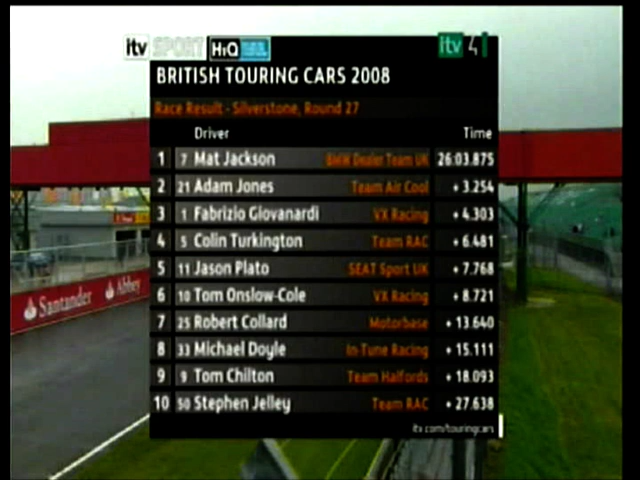 itv SPORT HiQ itv 4
BRITISH TOURING CARS 2008
Race Result - Silverstone, Round 27
Driver Time
1 7 Mat Jackson BMW Dealer Team UK 26:03.875
2 21 Adam Jones Team Air Cool + 3.254
3 1 Fabrizio Giovanardi VX Racing + 4.303
4 5 Colin Turkington Team RAC + 6.481
5 11 Jason Plato SEAT Sport UK + 7.768
6 10 Tom Onslow-Cole VX Racing + 8.721
7 25 Robert Collard Motorbase + 13.640
8 33 Michael Doyle In-Tune Racing + 15.111
9 9 Tom Chilton Team Halfords + 18.093
10 50 Stephen Jelley Team RAC + 27.638
itv.com/touringcars
Santander Abbey